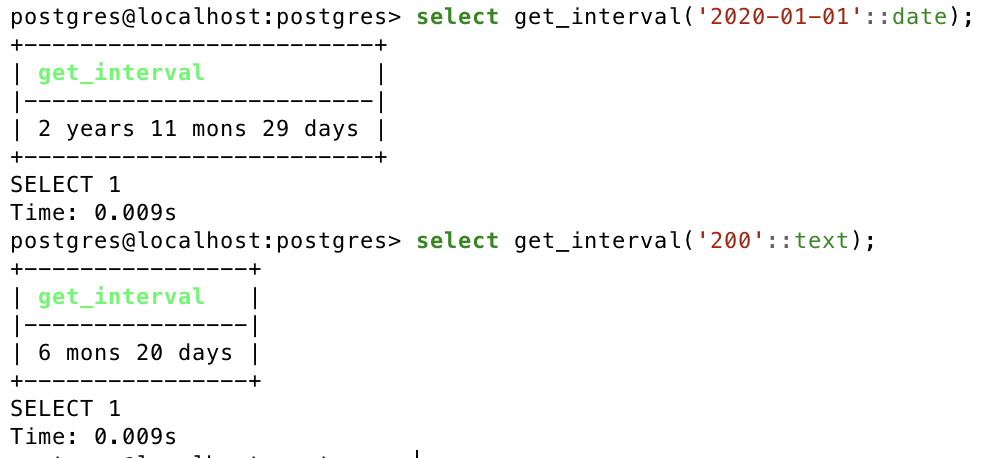 postgres@localhost:postgres> select get_interval('2020-01-01'::date);
+-------------------------+
| get_interval            |
|-------------------------|
| 2 years 11 mons 29 days |
+-------------------------+
SELECT 1
Time: 0.009s
postgres@localhost:postgres> select get_interval('200'::text);
+----------------+
| get_interval   |
|----------------|
| 6 mons 20 days |
+----------------+
SELECT 1
Time: 0.009s